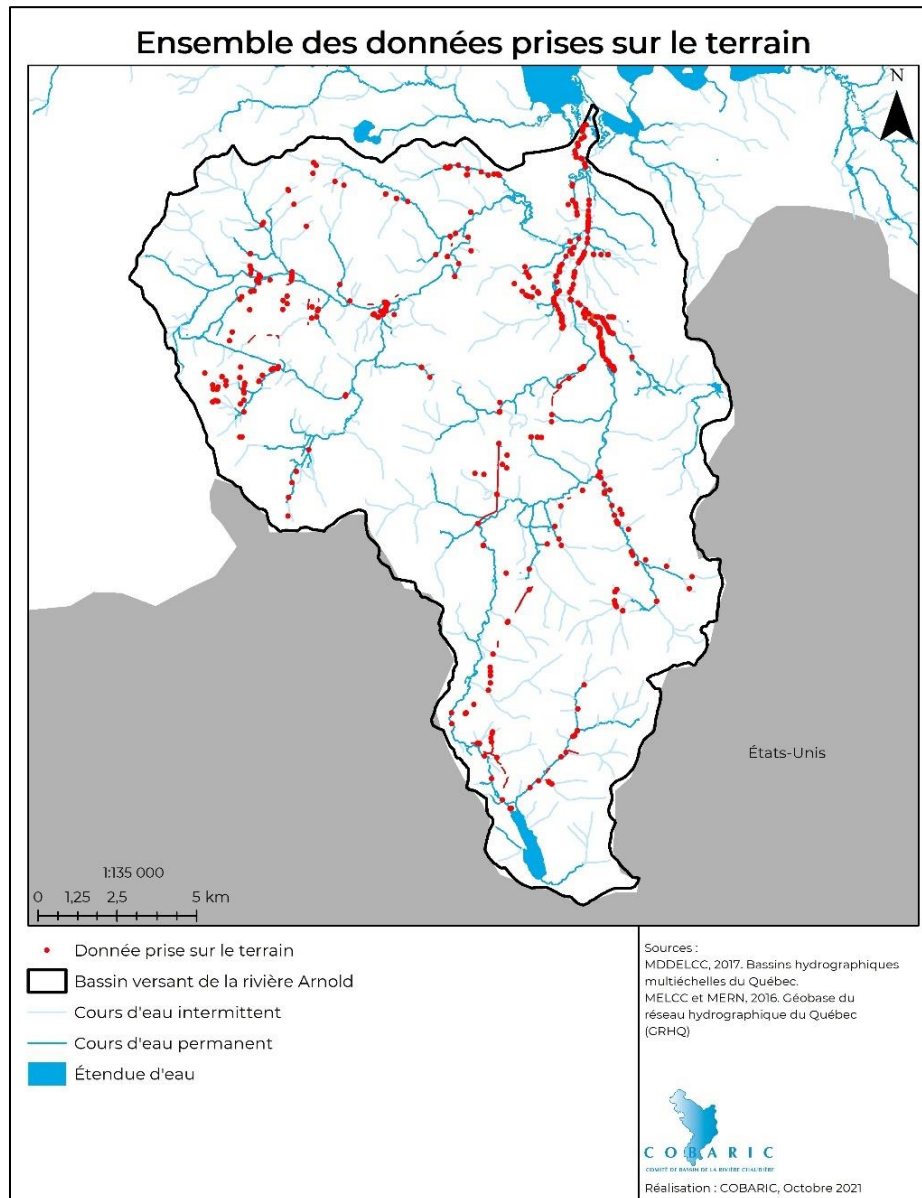 Ensemble des données prises sur le terrain
N
États-Unis
1:135 000
0 1,25 2,5 5 km
Donnée prise sur le terrain
Bassin versant de la rivière Arnold
Cours d'eau intermittent
Cours d'eau permanent
Étendue d'eau
Sources :
MDDELCC, 2017. Bassins hydrographiques
multiéchelles du Québec.
MELCC et MERN, 2016. Géobase du
réseau hydrographique du Québec
(GRHQ)
COBARIC
COMITÉ DE BASSIN DE LA RIVIÈRE CHAUDIÈRE
Réalisation : COBARIC, Octobre 2021